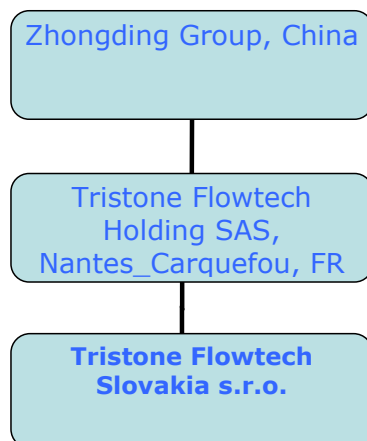 Zhongding Group, China
Tristone Flowtech
Holding SAS,
Nantes_Carquefou, FR
Tristone Flowtech
Slovakia s.r.o.